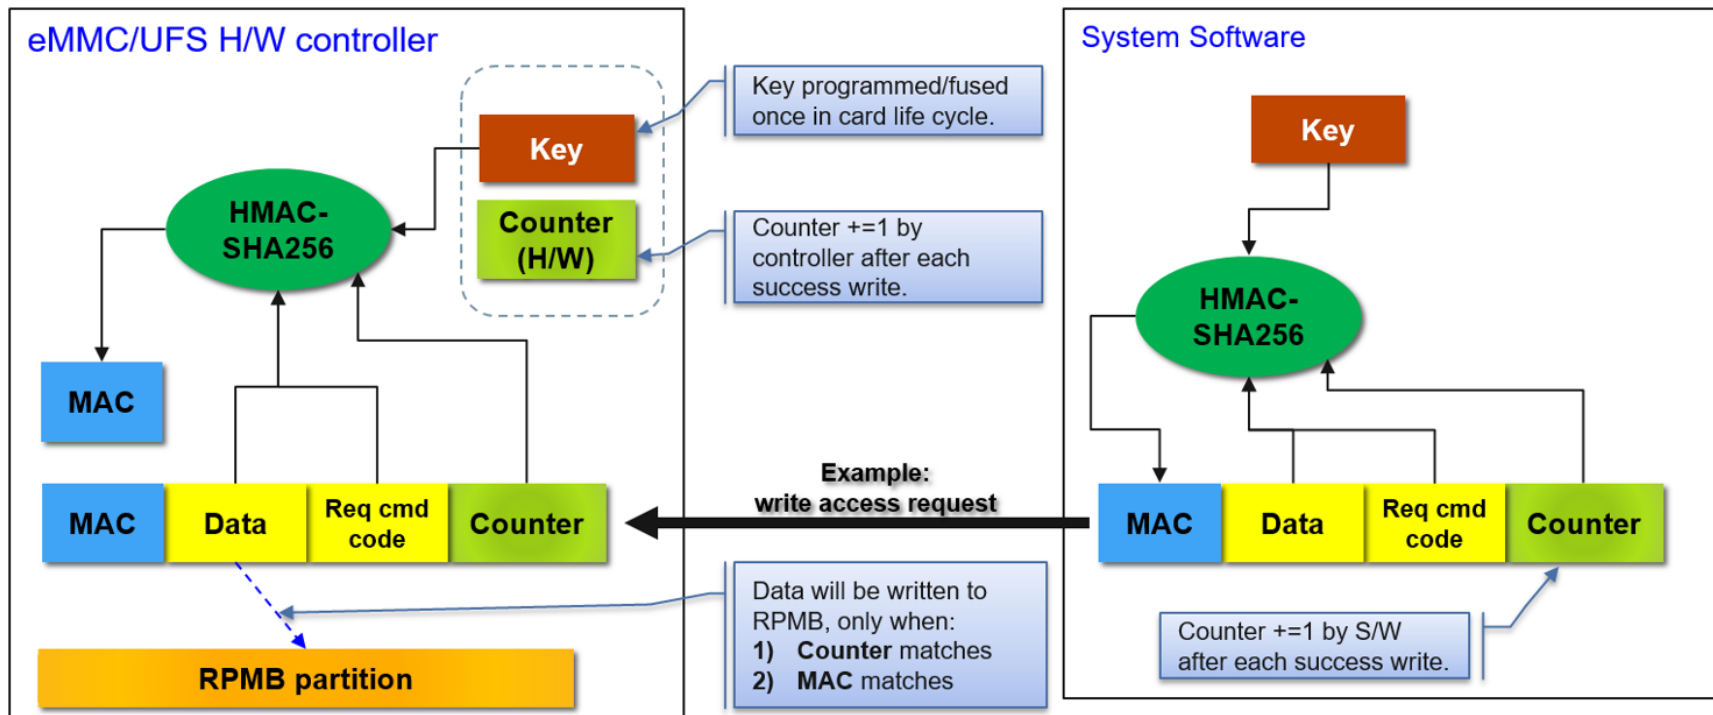 eMMC/UFS H/W controller
Key
HMAC-
SHA256
Counter
(H/W)
MAC
MAC
Data
Req cmd
code
Counter
RPMB partition
Key programmed/fused
once in card life cycle.
Counter +=1 by
controller after each
success write.
Example:
write access request
Data will be written to
RPMB, only when:
1) Counter matches
2) MAC matches
System Software
Key
HMAC-
SHA256
MAC
Data
Req cmd
code
Counter
Counter +=1 by S/W
after each success write.